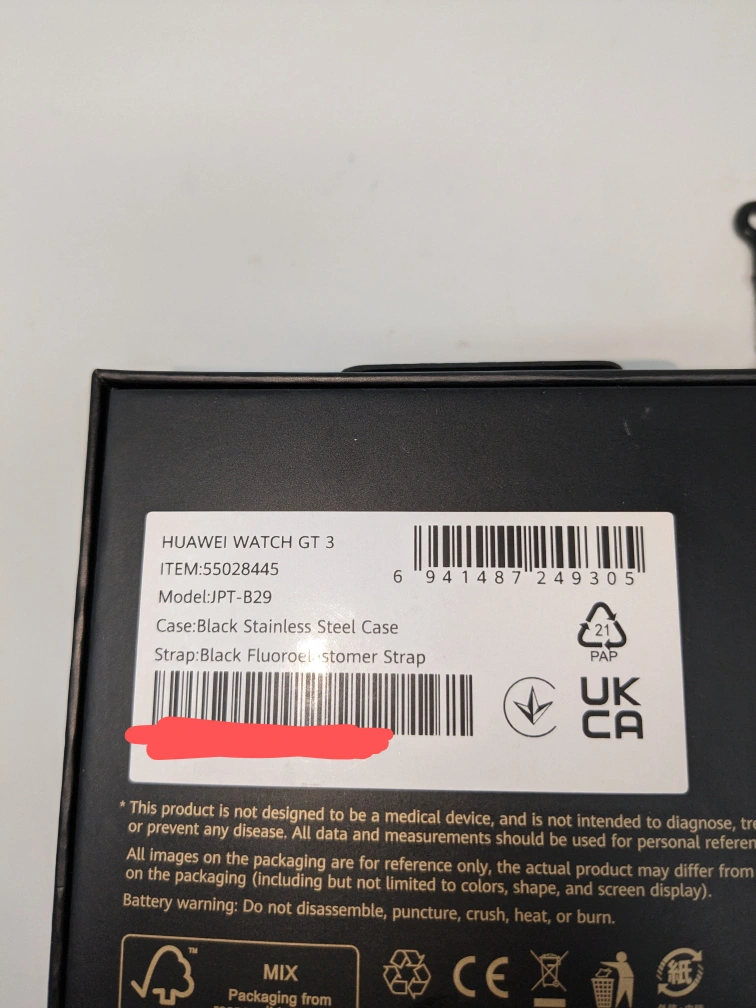 HUAWEI WATCH GT 3
ITEM:55028445
Model:JPT-B29
Case:Black Stainless Steel Case
Strap:Black Fluoroelastomer Strap
6 941487 249305
21
PAP
UK
CA
* This product is not designed to be a medical device, and is not intended to diagnose,
or prevent any disease. All data and measurements should be used for personal
All images on the packaging are for reference only, the actual product may differ from
on the packaging (including but not limited to colors, shape, and screen display).
Battery warning: Do not disassemble, puncture, crush, heat, or burn.
TM
MIX
Packaging from
CE
紙